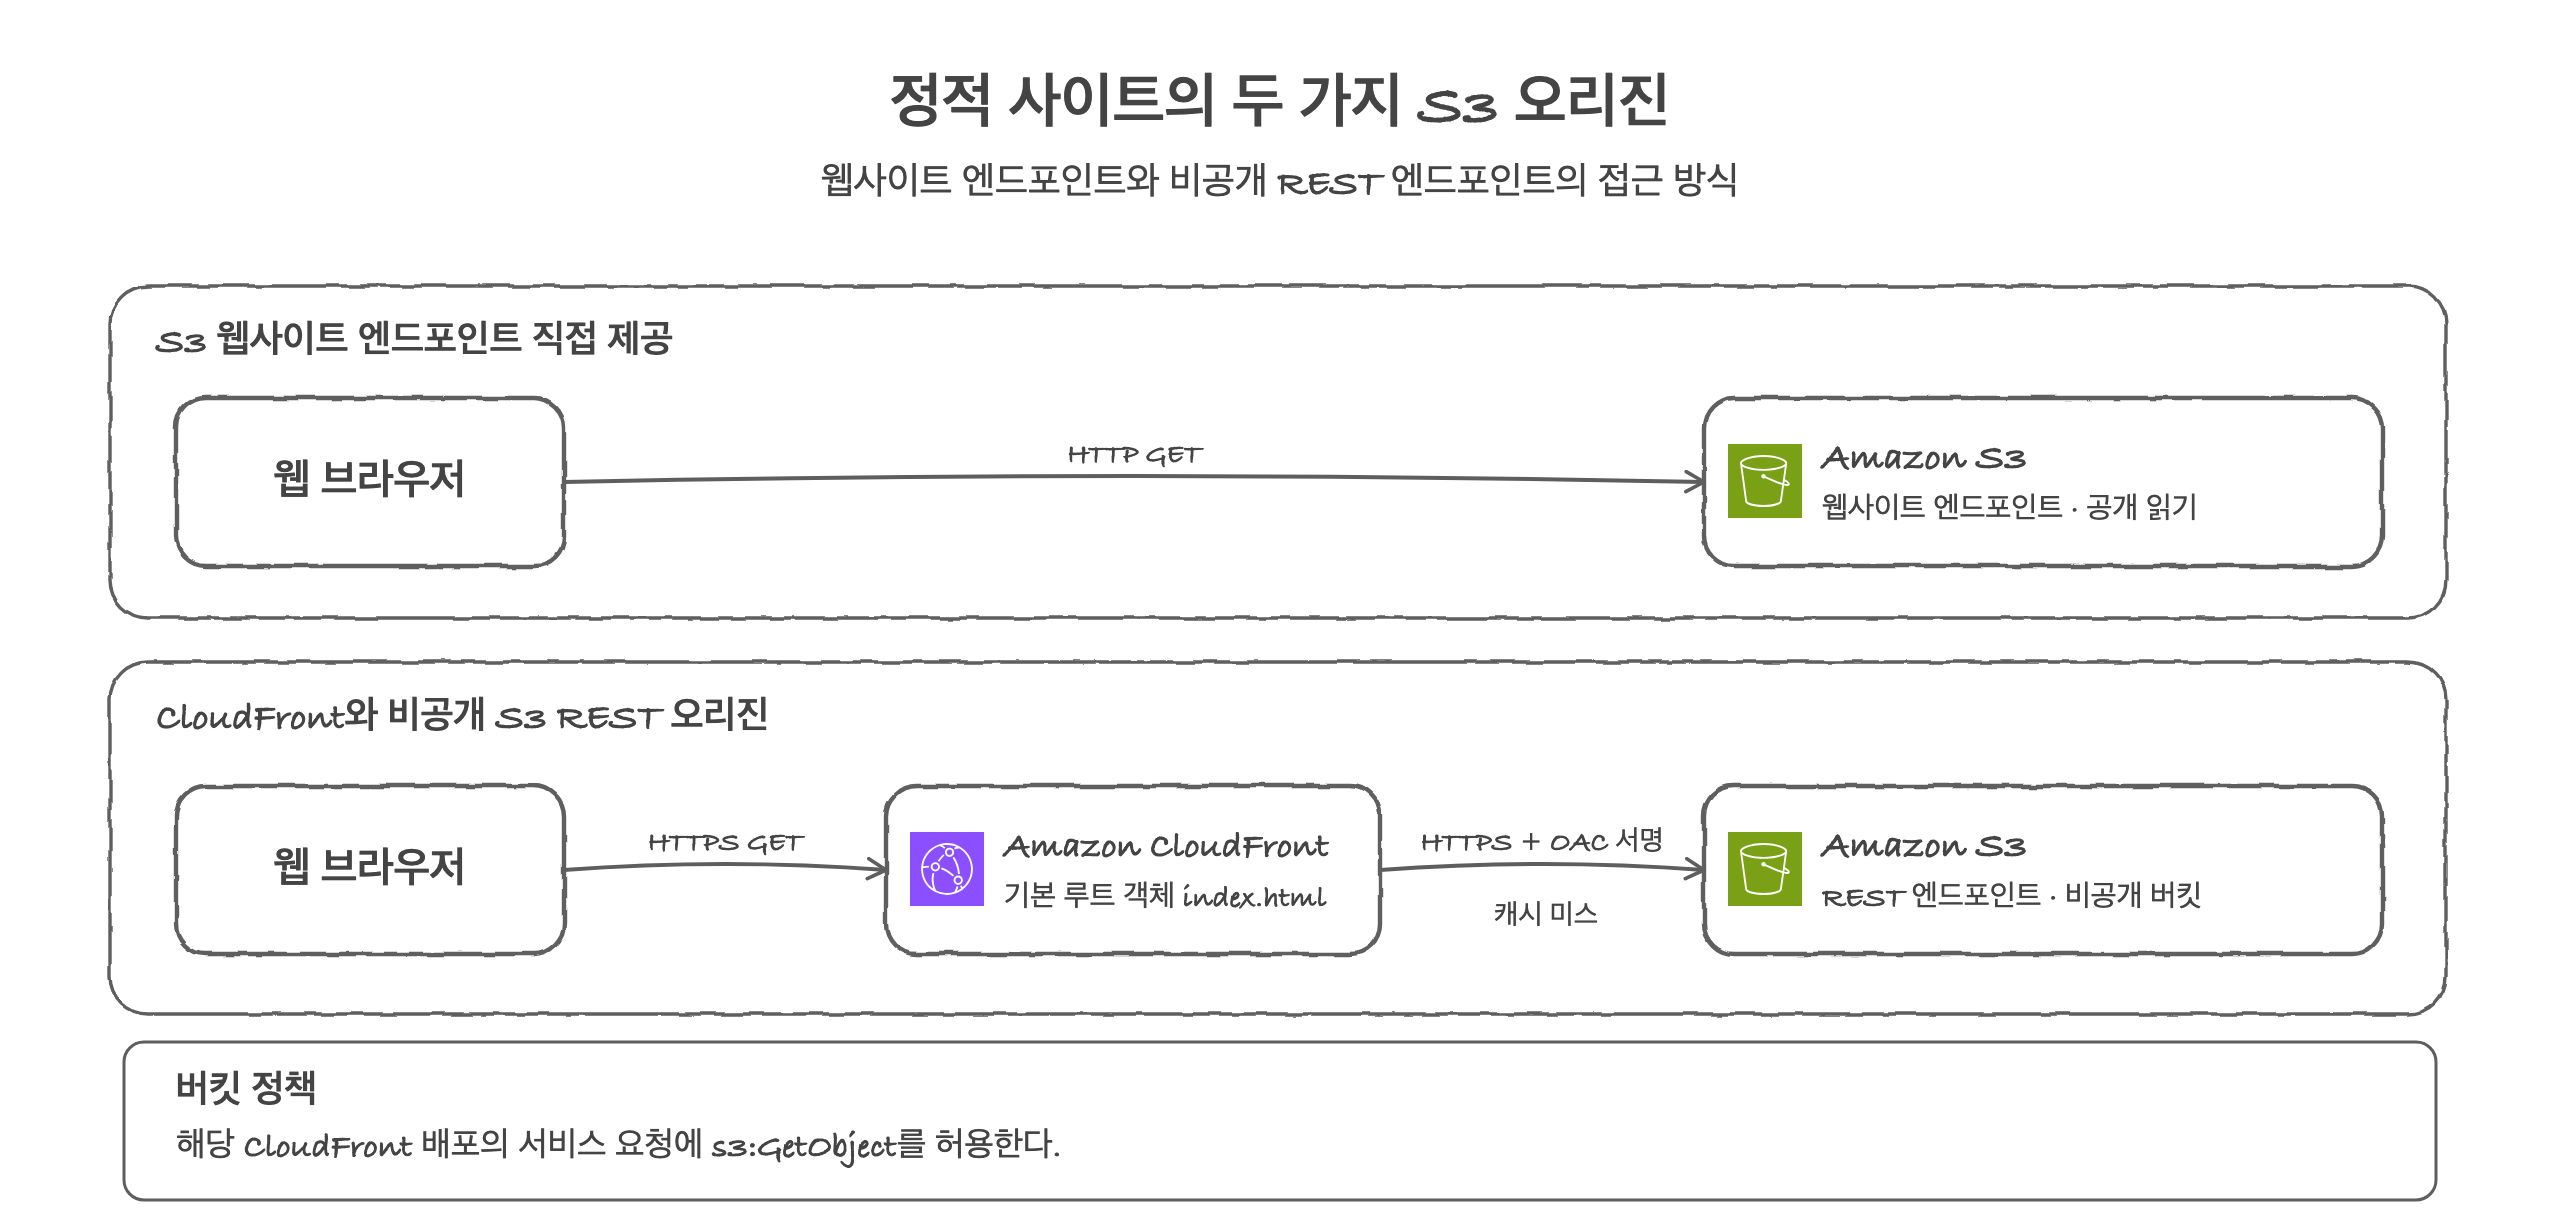 정적 사이트의 두 가지 S3 오리진
웹사이트 엔드포인트와 비공개 REST 엔드포인트의 접근 방식
S3 웹사이트 엔드포인트 직접 제공
웹 브라우저
HTTP GET
Amazon S3
웹사이트 엔드포인트 · 공개 읽기
CloudFront와 비공개 S3 REST 오리진
웹 브라우저
HTTPS GET
Amazon CloudFront
기본 루트 객체 index.html
HTTPS + OAC 서명
캐시 미스
Amazon S3
REST 엔드포인트 · 비공개 버킷
버킷 정책
해당 CloudFront 배포의 서비스 요청에 s3:GetObject를 허용한다.